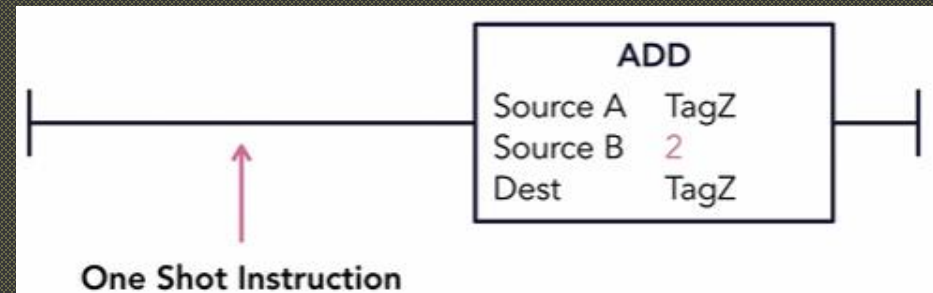 ADD
Source A TagZ
Source B 2
Dest TagZ
One Shot Instruction